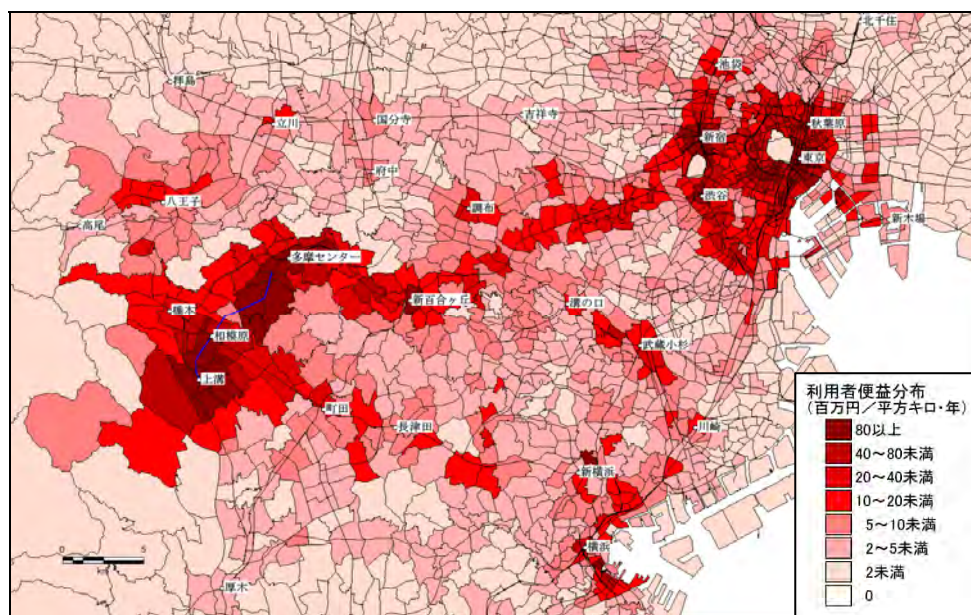 北千住
池袋
拝島
立川
国分寺
吉祥寺
秋葉原
新宿
東京
府中
八王子
渋谷
調布
新木場
高尾
多摩センター
新百合ヶ丘
溝の口
橋本
相模原
武蔵小杉
上溝
町田
長津田
川崎
新横浜
横浜
厚木
0 5
km
利用者便益分布
(百万円/平方キロ・年)
80以上
40~80未満
20~40未満
10~20未満
5~10未満
2~5未満
2未満
0